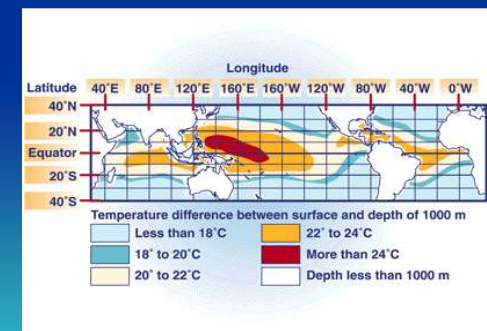 Longitude
Latitude 40°E 80°E 120°E 160°E 160°W 120°W 80°W 40°W 0°W
40°N
20°N
Equator
20°S
40°S
Temperature difference between surface and depth of 1000 m
Less than 18°C 22° to 24°C
18° to 20°C More than 24°C
20° to 22°C Depth less than 1000 m